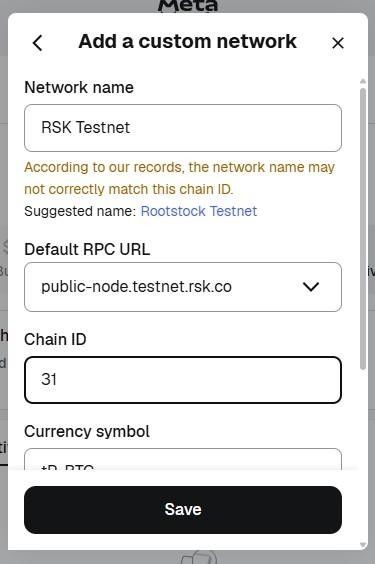 Meta
Add a custom network
Network name
RSK Testnet
According to our records, the network name may
not correctly match this chain ID.
Suggested name: Rootstock Testnet
Default RPC URL
public-node.testnet.rsk.co
Chain ID
31
Currency symbol
Save